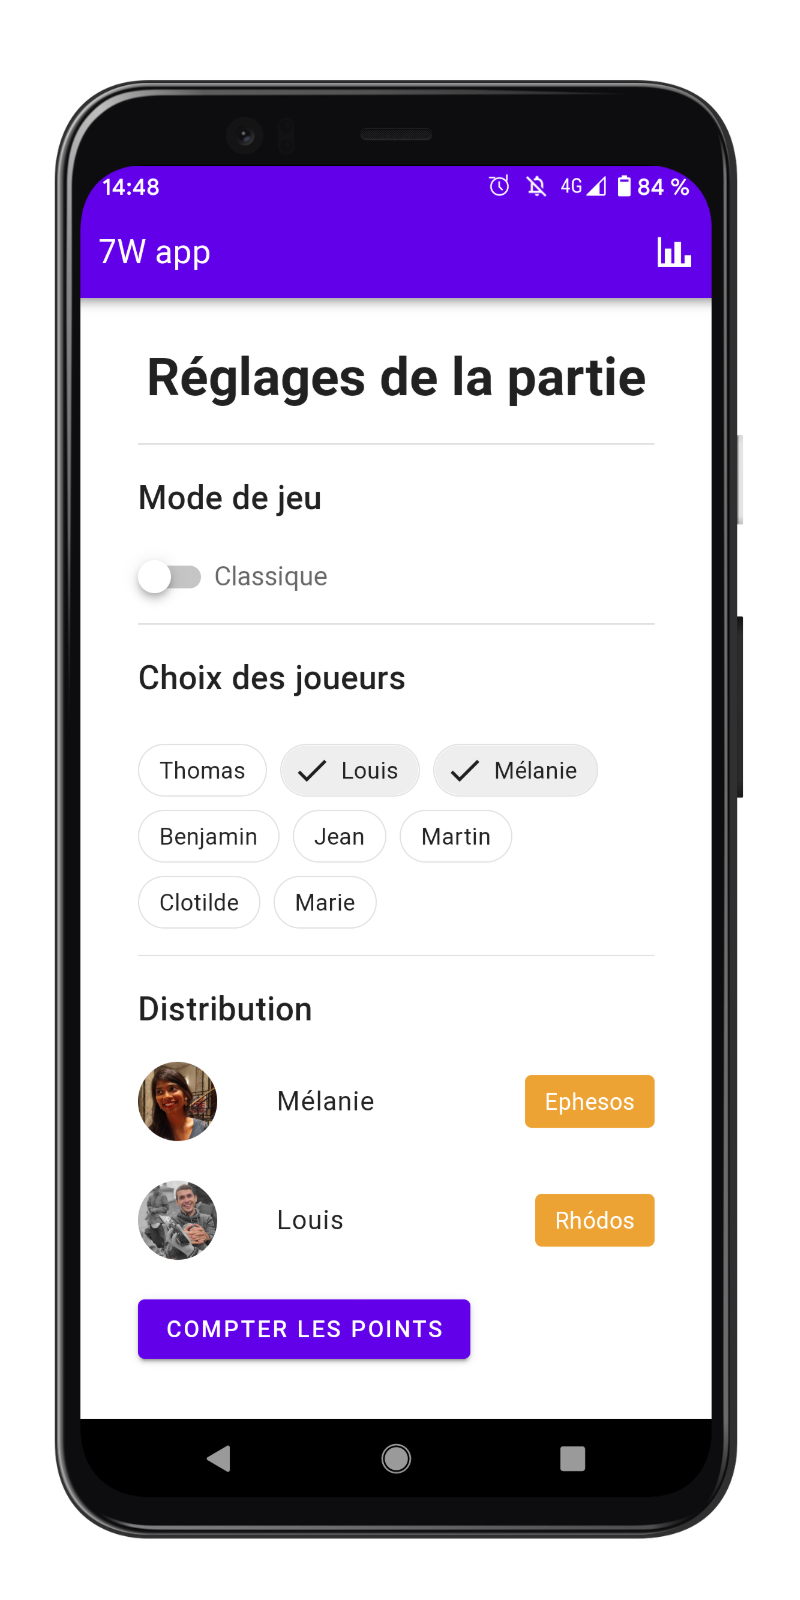 14:48 4G 84 %
7W app
Réglages de la partie
Mode de jeu
Classique
Choix des joueurs
Thomas Louis Mélanie
Benjamin Jean Martin
Clotilde Marie
Distribution
Mélanie Ephesos
Louis Rhódos
COMPTER LES POINTS